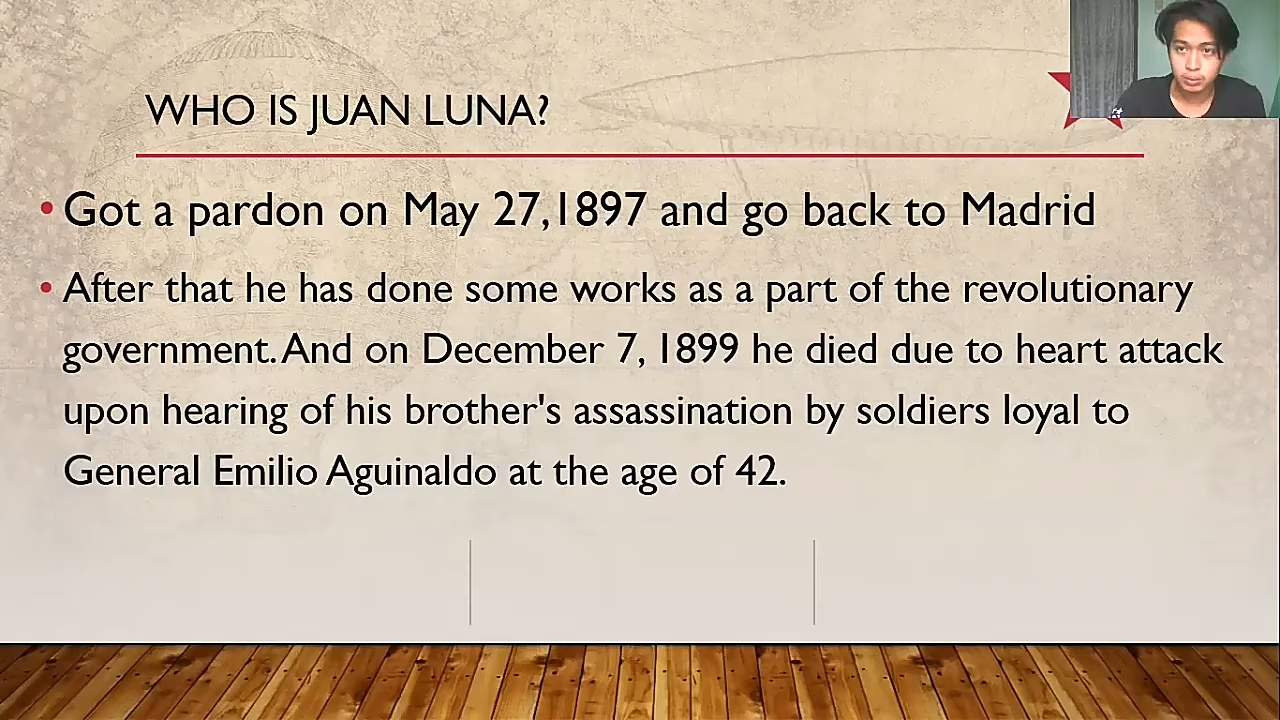 WHO IS JUAN LUNA?
• Got a pardon on May 27,1897 and go back to Madrid
• After that he has done some works as a part of the revolutionary
government. And on December 7, 1899 he died due to heart attack
upon hearing of his brother's assassination by soldiers loyal to
General Emilio Aguinaldo at the age of 42.